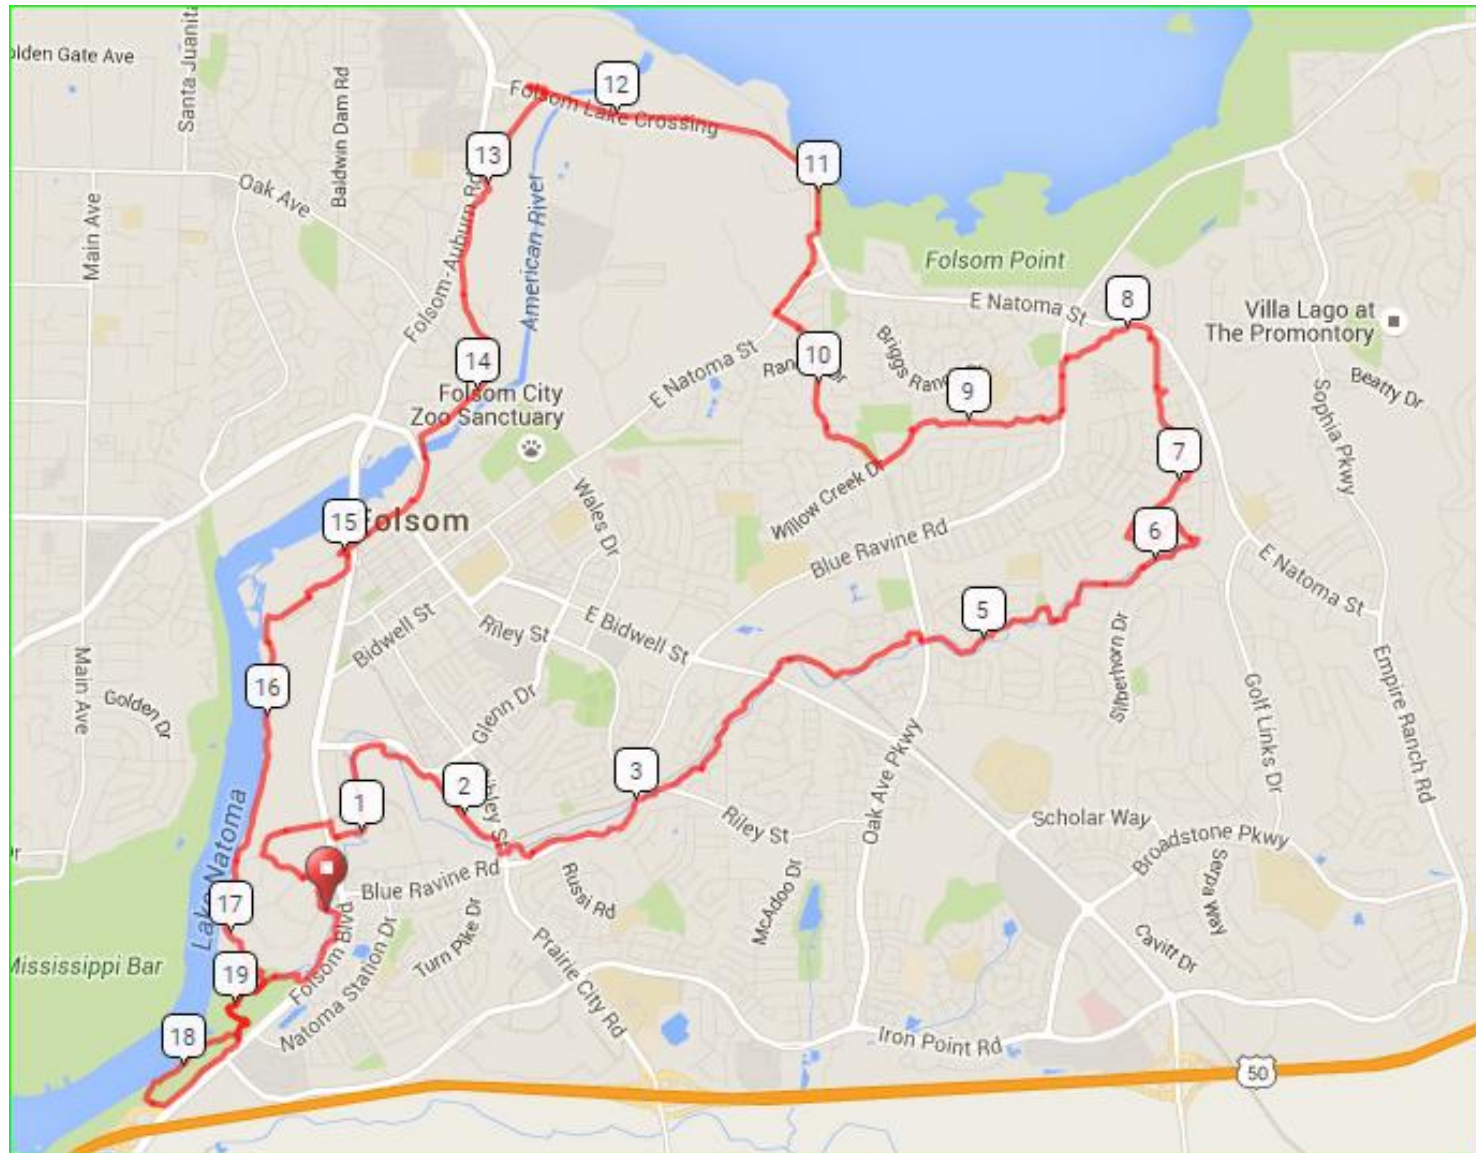 olden Gate Ave
Santa Juanita
Baldwin Dam Rd
12
Folsom Lake Crossing
13
11
Oak Ave
Main Ave
Folsom-Auburn Rd
American River
Folsom Point
E Natoma St
8
Villa Lago at
The Promontory
14
10
Briggs Ran
9
Beatty Dr
Folsom City
Zoo Sanctuary
E Natoma St
Sophia Pkwy
7
Wales Dr
Willow Creek Dr
15
Folsom
Blue Ravine Rd
6
E Natoma St
Bidwell St
Riley St
E Bidwell St
5
Silberhorn Dr
Main Ave
Golden Dr
16
Glenn Dr
Golf Links Dr
Empire Ranch Rd
1
2
3
ibley St
Riley St
Oak Ave Pkwy
Scholar Way
Broadstone Pkwy
Lake Natoma
Blue Ravine Rd
Russi Rd
McAdoo Dr
Serpa Way
17
Folsom Blvd
Turn Pike Dr
Natoma Station Dr
Prairie City Rd
Cavitt Dr
Mississippi Bar
19
18
Iron Point Rd
50